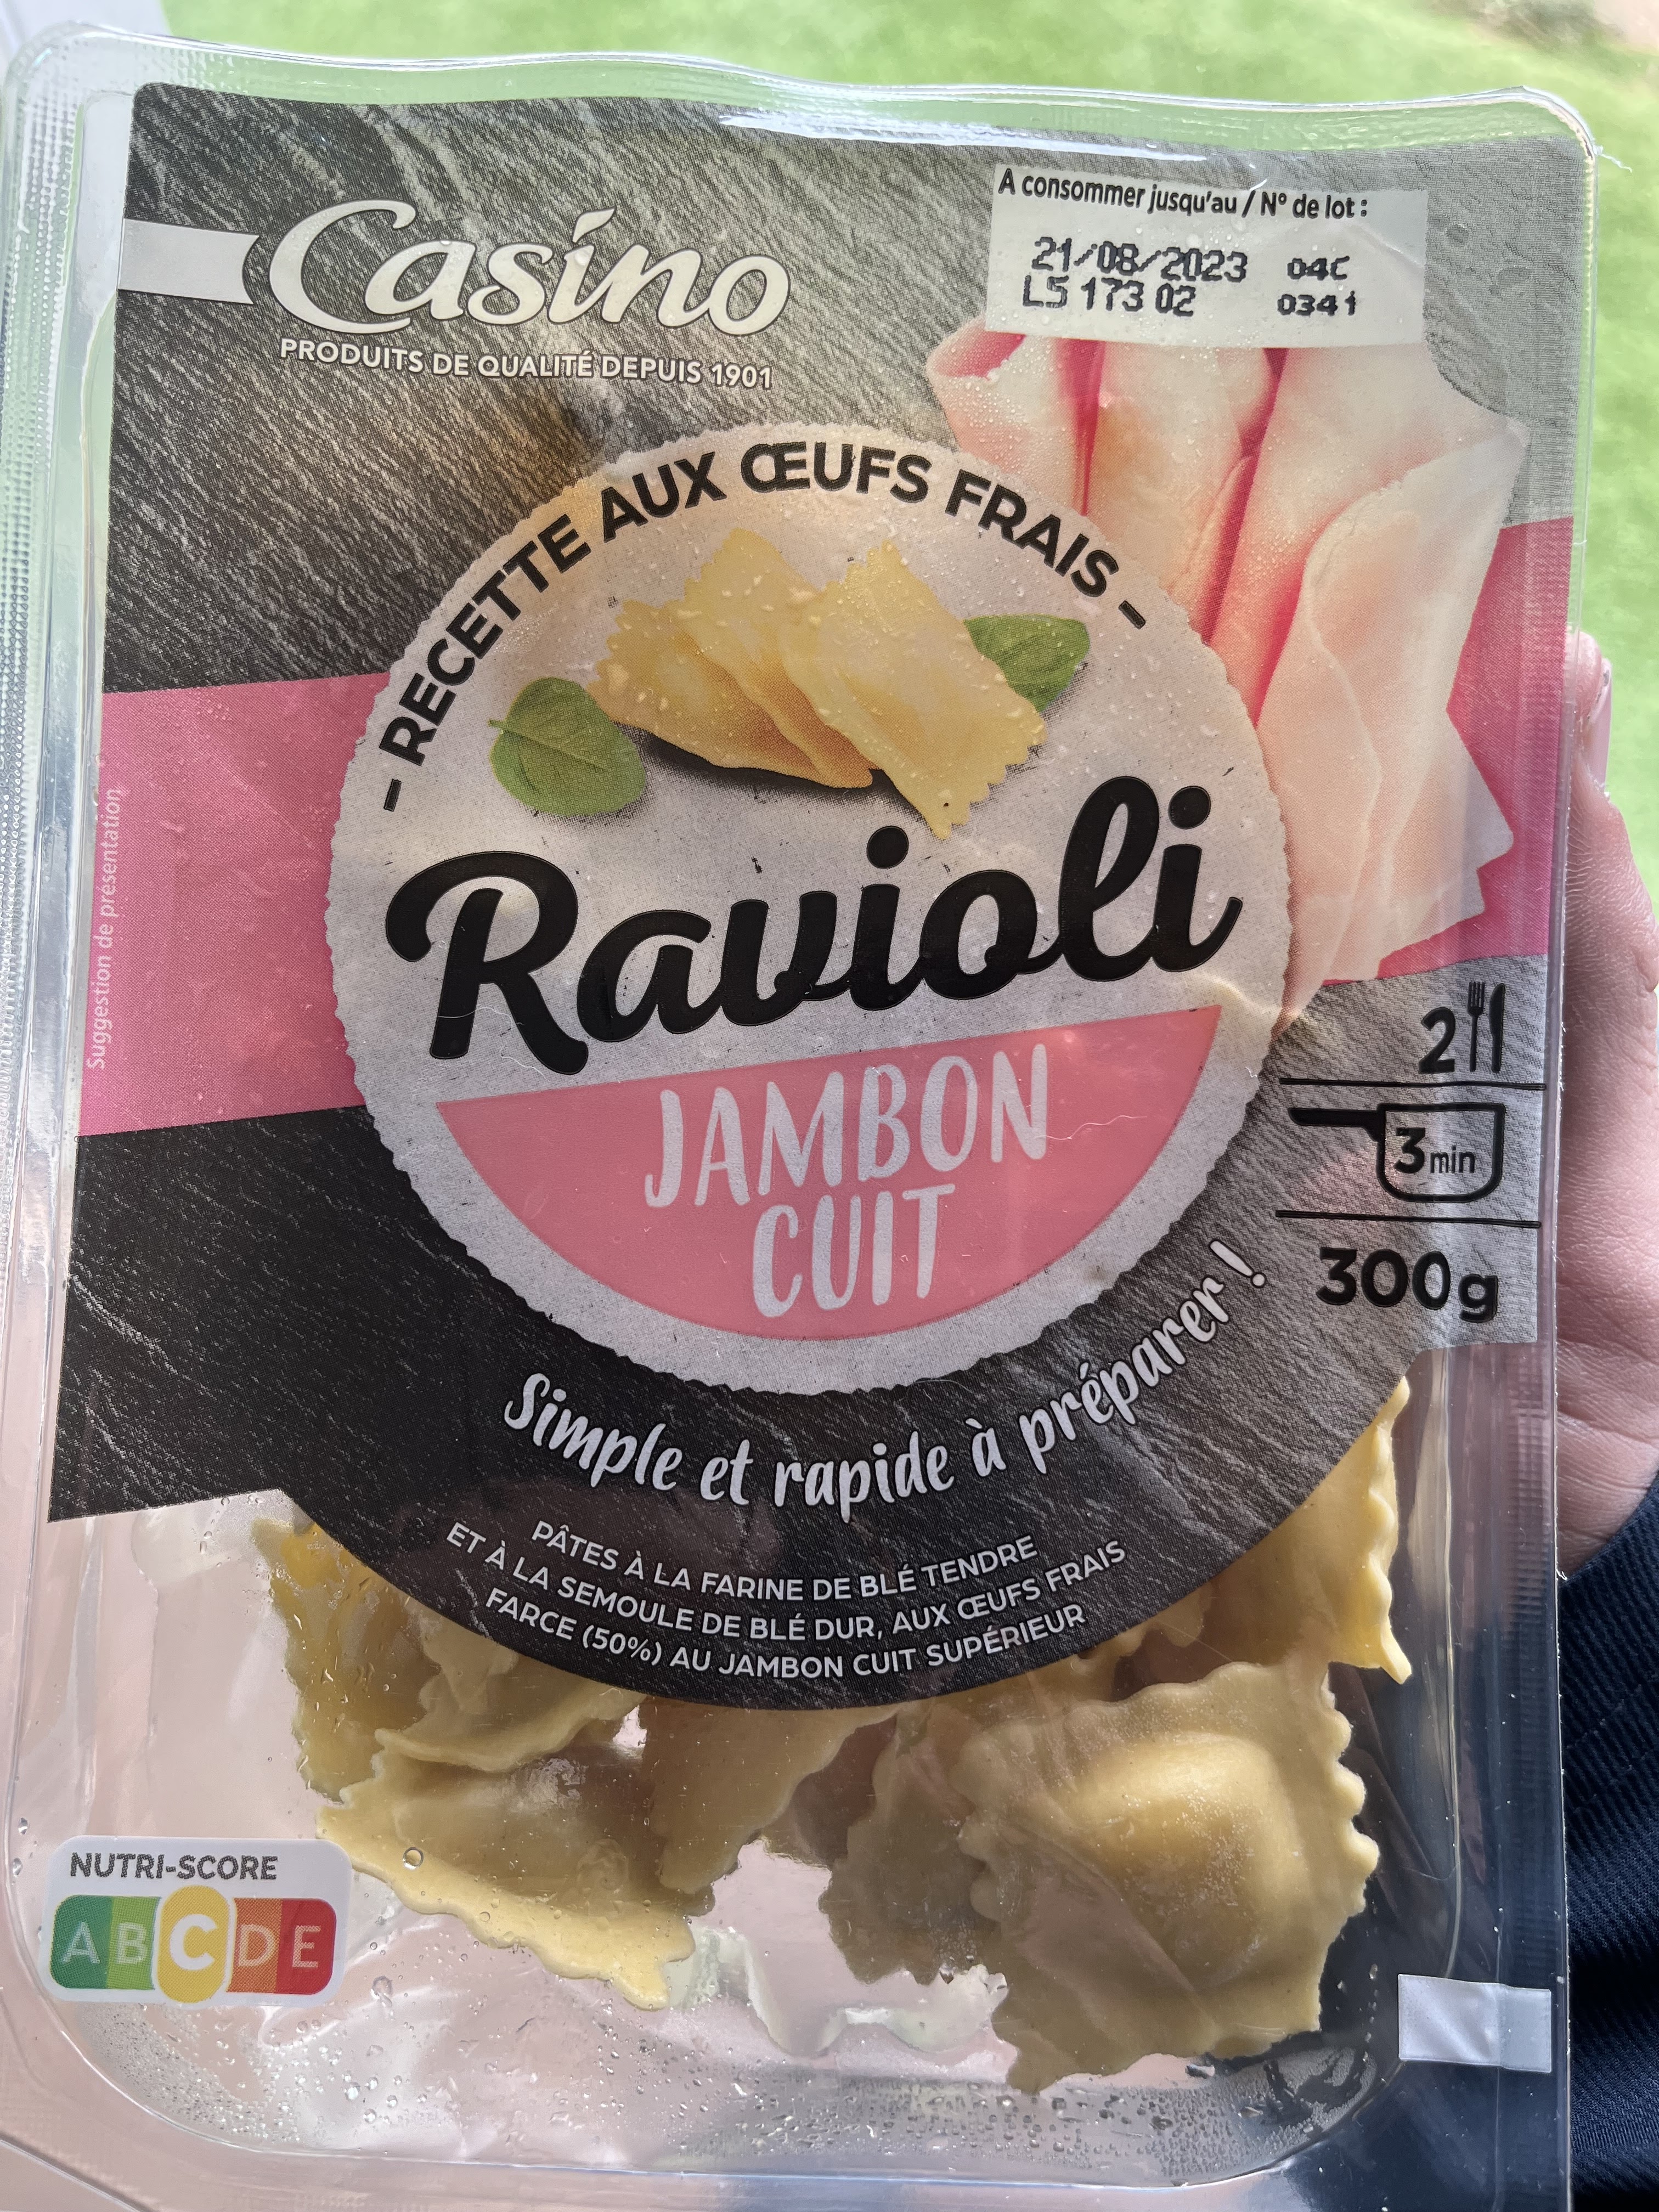 Casino
PRODUITS DE QUALITÉ DEPUIS 1901
A consommer jusqu'au / N° de lot :
21/08/2023 04C
L5 173 02 0341
- RECETTE AUX ŒUFS FRAIS -
Ravioli
JAMBON
CUIT
Suggestion de présentation
2
3 min
300g
Simple et rapide à préparer !
PÂTES À LA FARINE DE BLÉ TENDRE
ET À LA SEMOULE DE BLÉ DUR, AUX ŒUFS FRAIS
FARCE (50%) AU JAMBON CUIT SUPÉRIEUR
NUTRI-SCORE
A B C D E